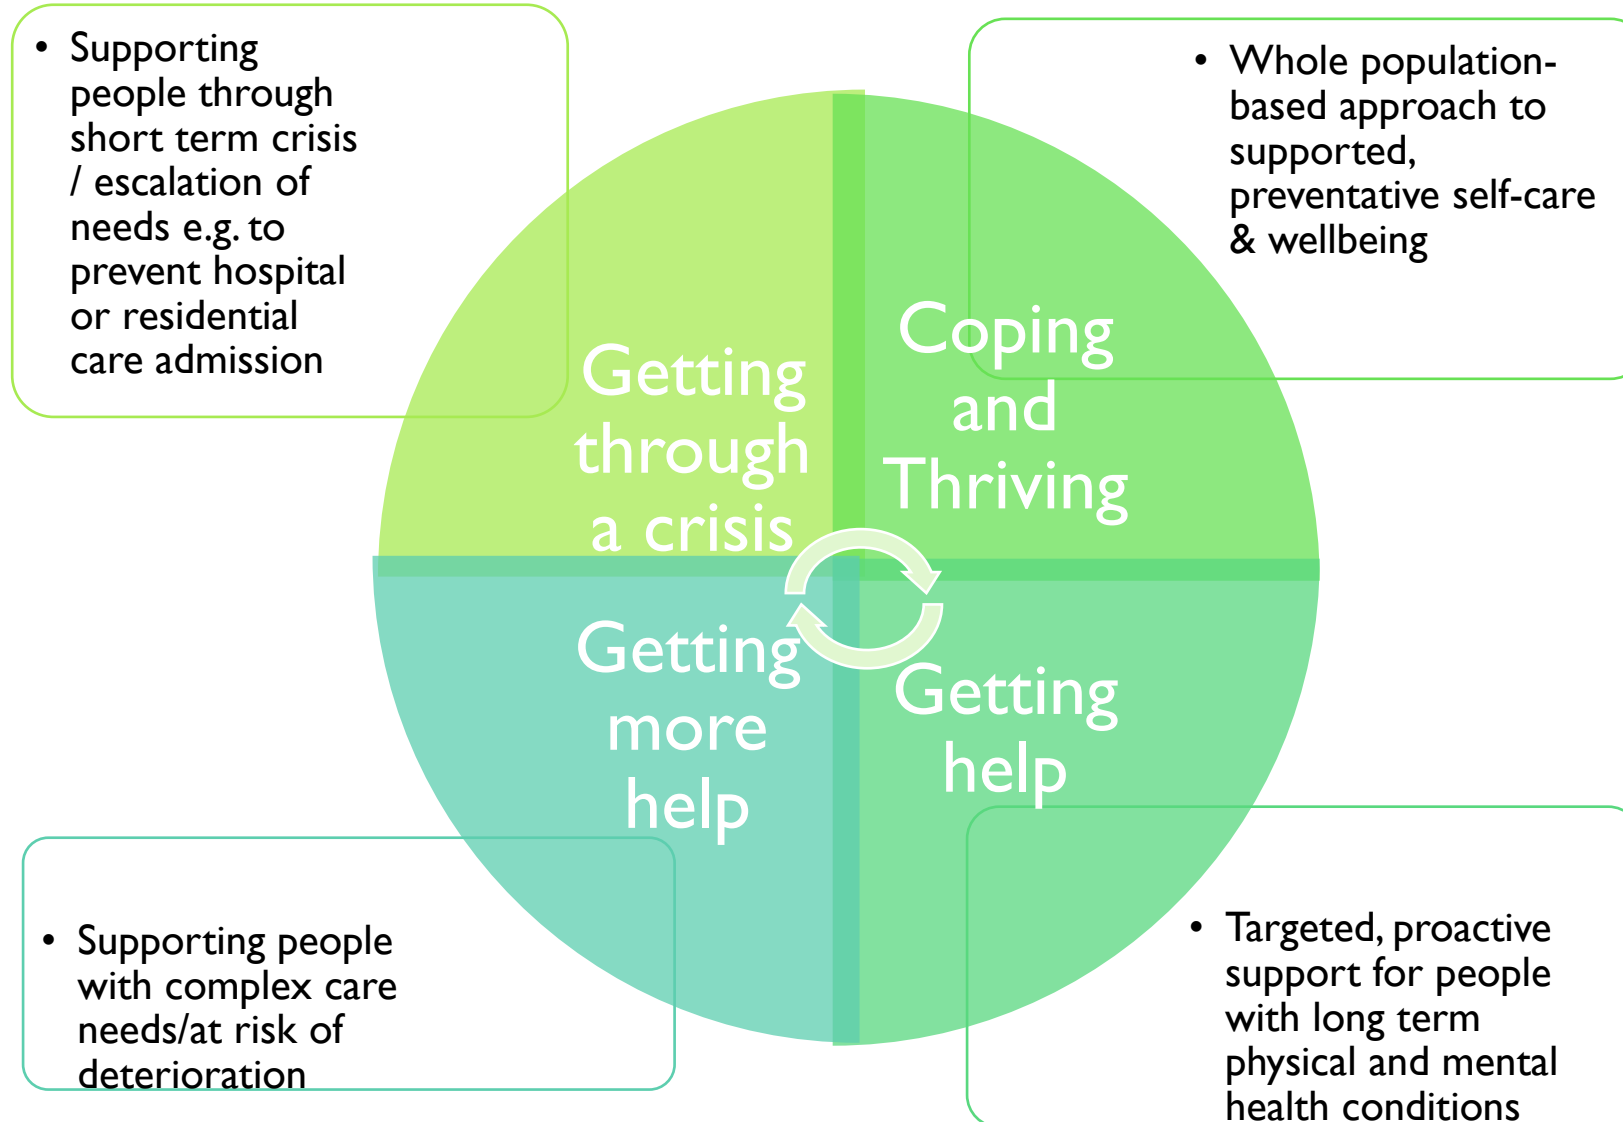 • Supporting
people through
short term crisis
/ escalation of
needs e.g. to
prevent hospital
or residential
care admission
• Whole population-
based approach to
supported,
preventative self-care
& wellbeing
Getting
through
a crisis
Coping
and
Thriving
Getting
more
help
Getting
help
• Supporting people
with complex care
needs/at risk of
deterioration
• Targeted, proactive
support for people
with long term
physical and mental
health conditions